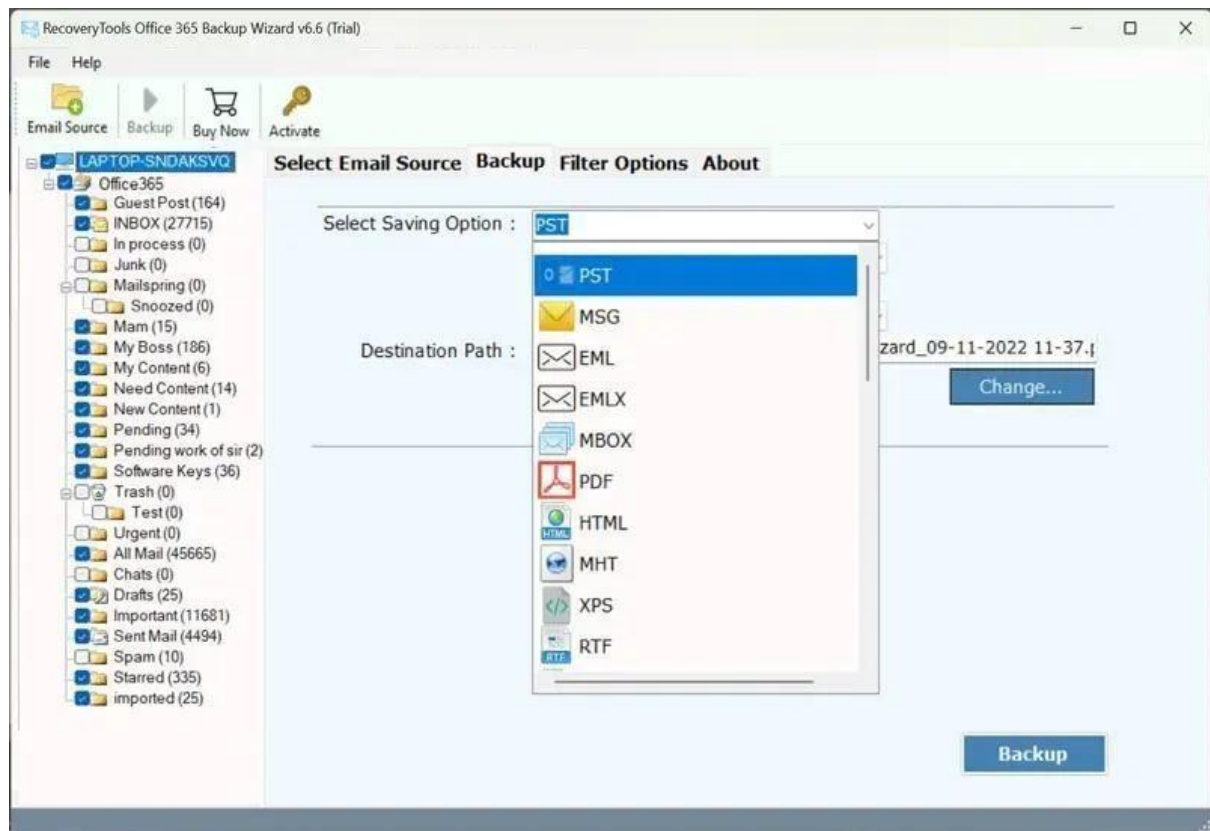 RecoveryTools Office 365 Backup Wizard v6.6 (Trial)
File Help
Email Source Backup Buy Now Activate
LAPTOP-SNDAKSVQ
Office365
Guest Post (164)
INBOX (27715)
In process (0)
Junk (0)
Mailspring (0)
Snoozed (0)
Mam (15)
My Boss (186)
My Content (6)
Need Content (14)
New Content (1)
Pending (34)
Pending work of sir (2)
Software Keys (36)
Trash (0)
Test (0)
Urgent (0)
All Mail (45665)
Chats (0)
Drafts (25)
Important (11681)
Sent Mail (4494)
Spam (10)
Starred (335)
imported (25)
Select Email Source Backup Filter Options About
Select Saving Option : PST
PST
MSG
EML
EMLX
MBOX
PDF
HTML
MHT
XPS
RTF
Destination Path : zard_09-11-2022 11-37.p
Change...
Backup